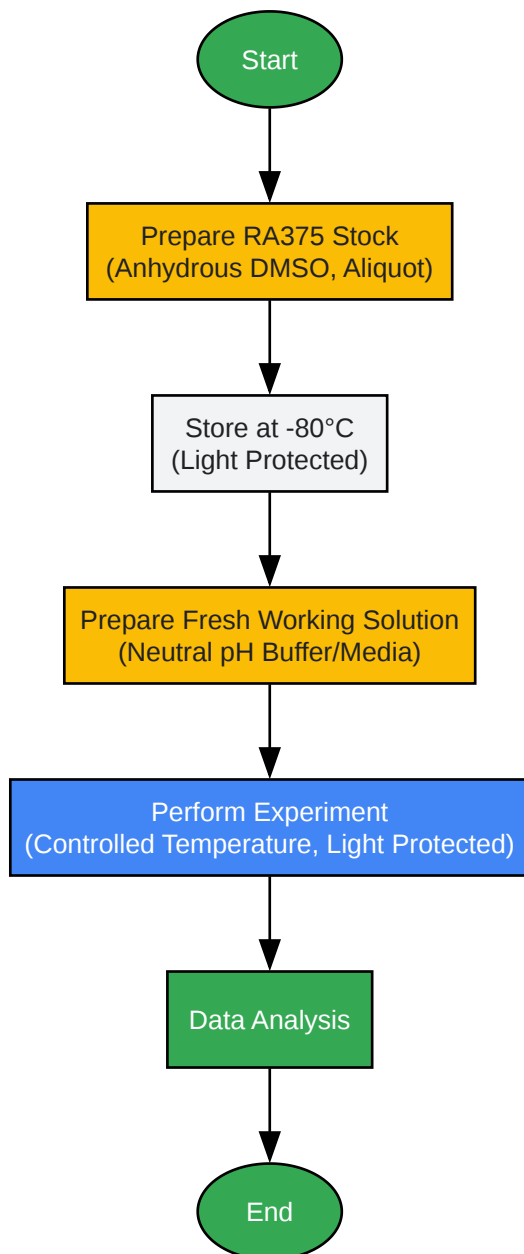 Start
Prepare RA375 Stock
(Anhydrous DMSO, Aliquot)
Store at -80°C
(Light Protected)
Prepare Fresh Working Solution
(Neutral pH Buffer/Media)
Perform Experiment
(Controlled Temperature, Light Protected)
Data Analysis
End